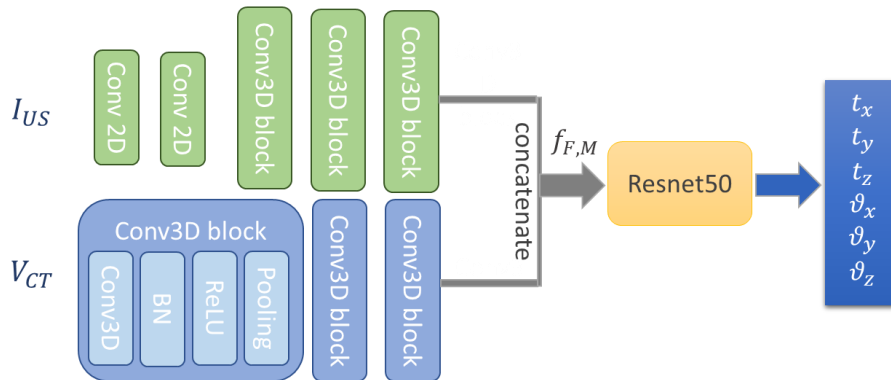 I_US
Conv 2D
Conv 2D
Conv3D block
Conv3D block
Conv3D block
V_CT
Conv3D block
Conv3D
BN
ReLU
Pooling
Conv3D block
Conv3D block
concatenate
f_F,M
Resnet50
t_x
t_y
t_z
ϑ_x
ϑ_y
ϑ_z